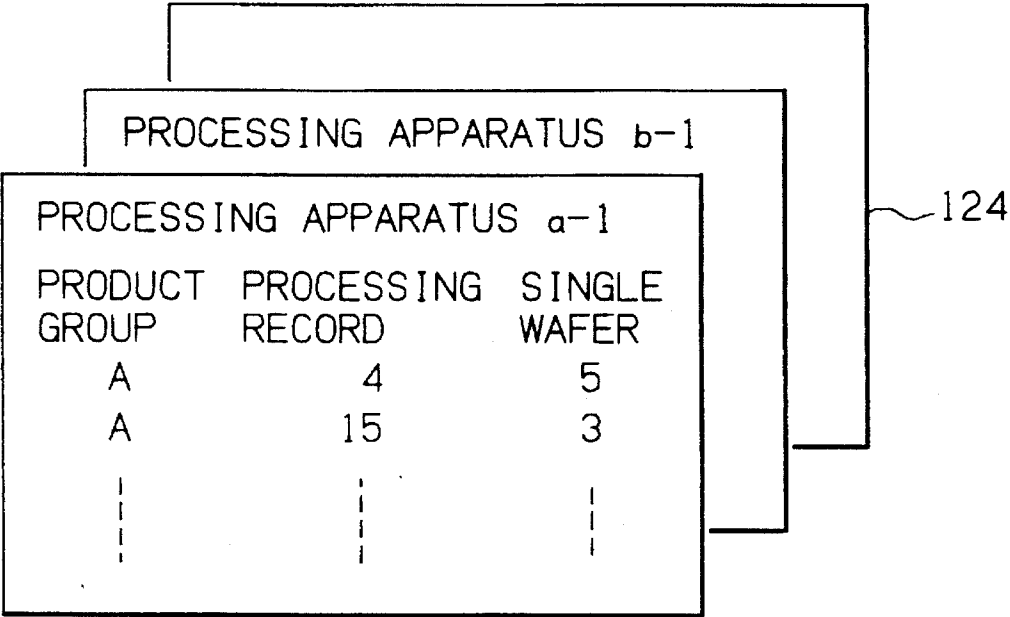 PROCESSING APPARATUS b-1
PROCESSING APPARATUS a-1
124
PRODUCT GROUP PROCESSING RECORD SINGLE WAFER
A 4 5
A 15 3